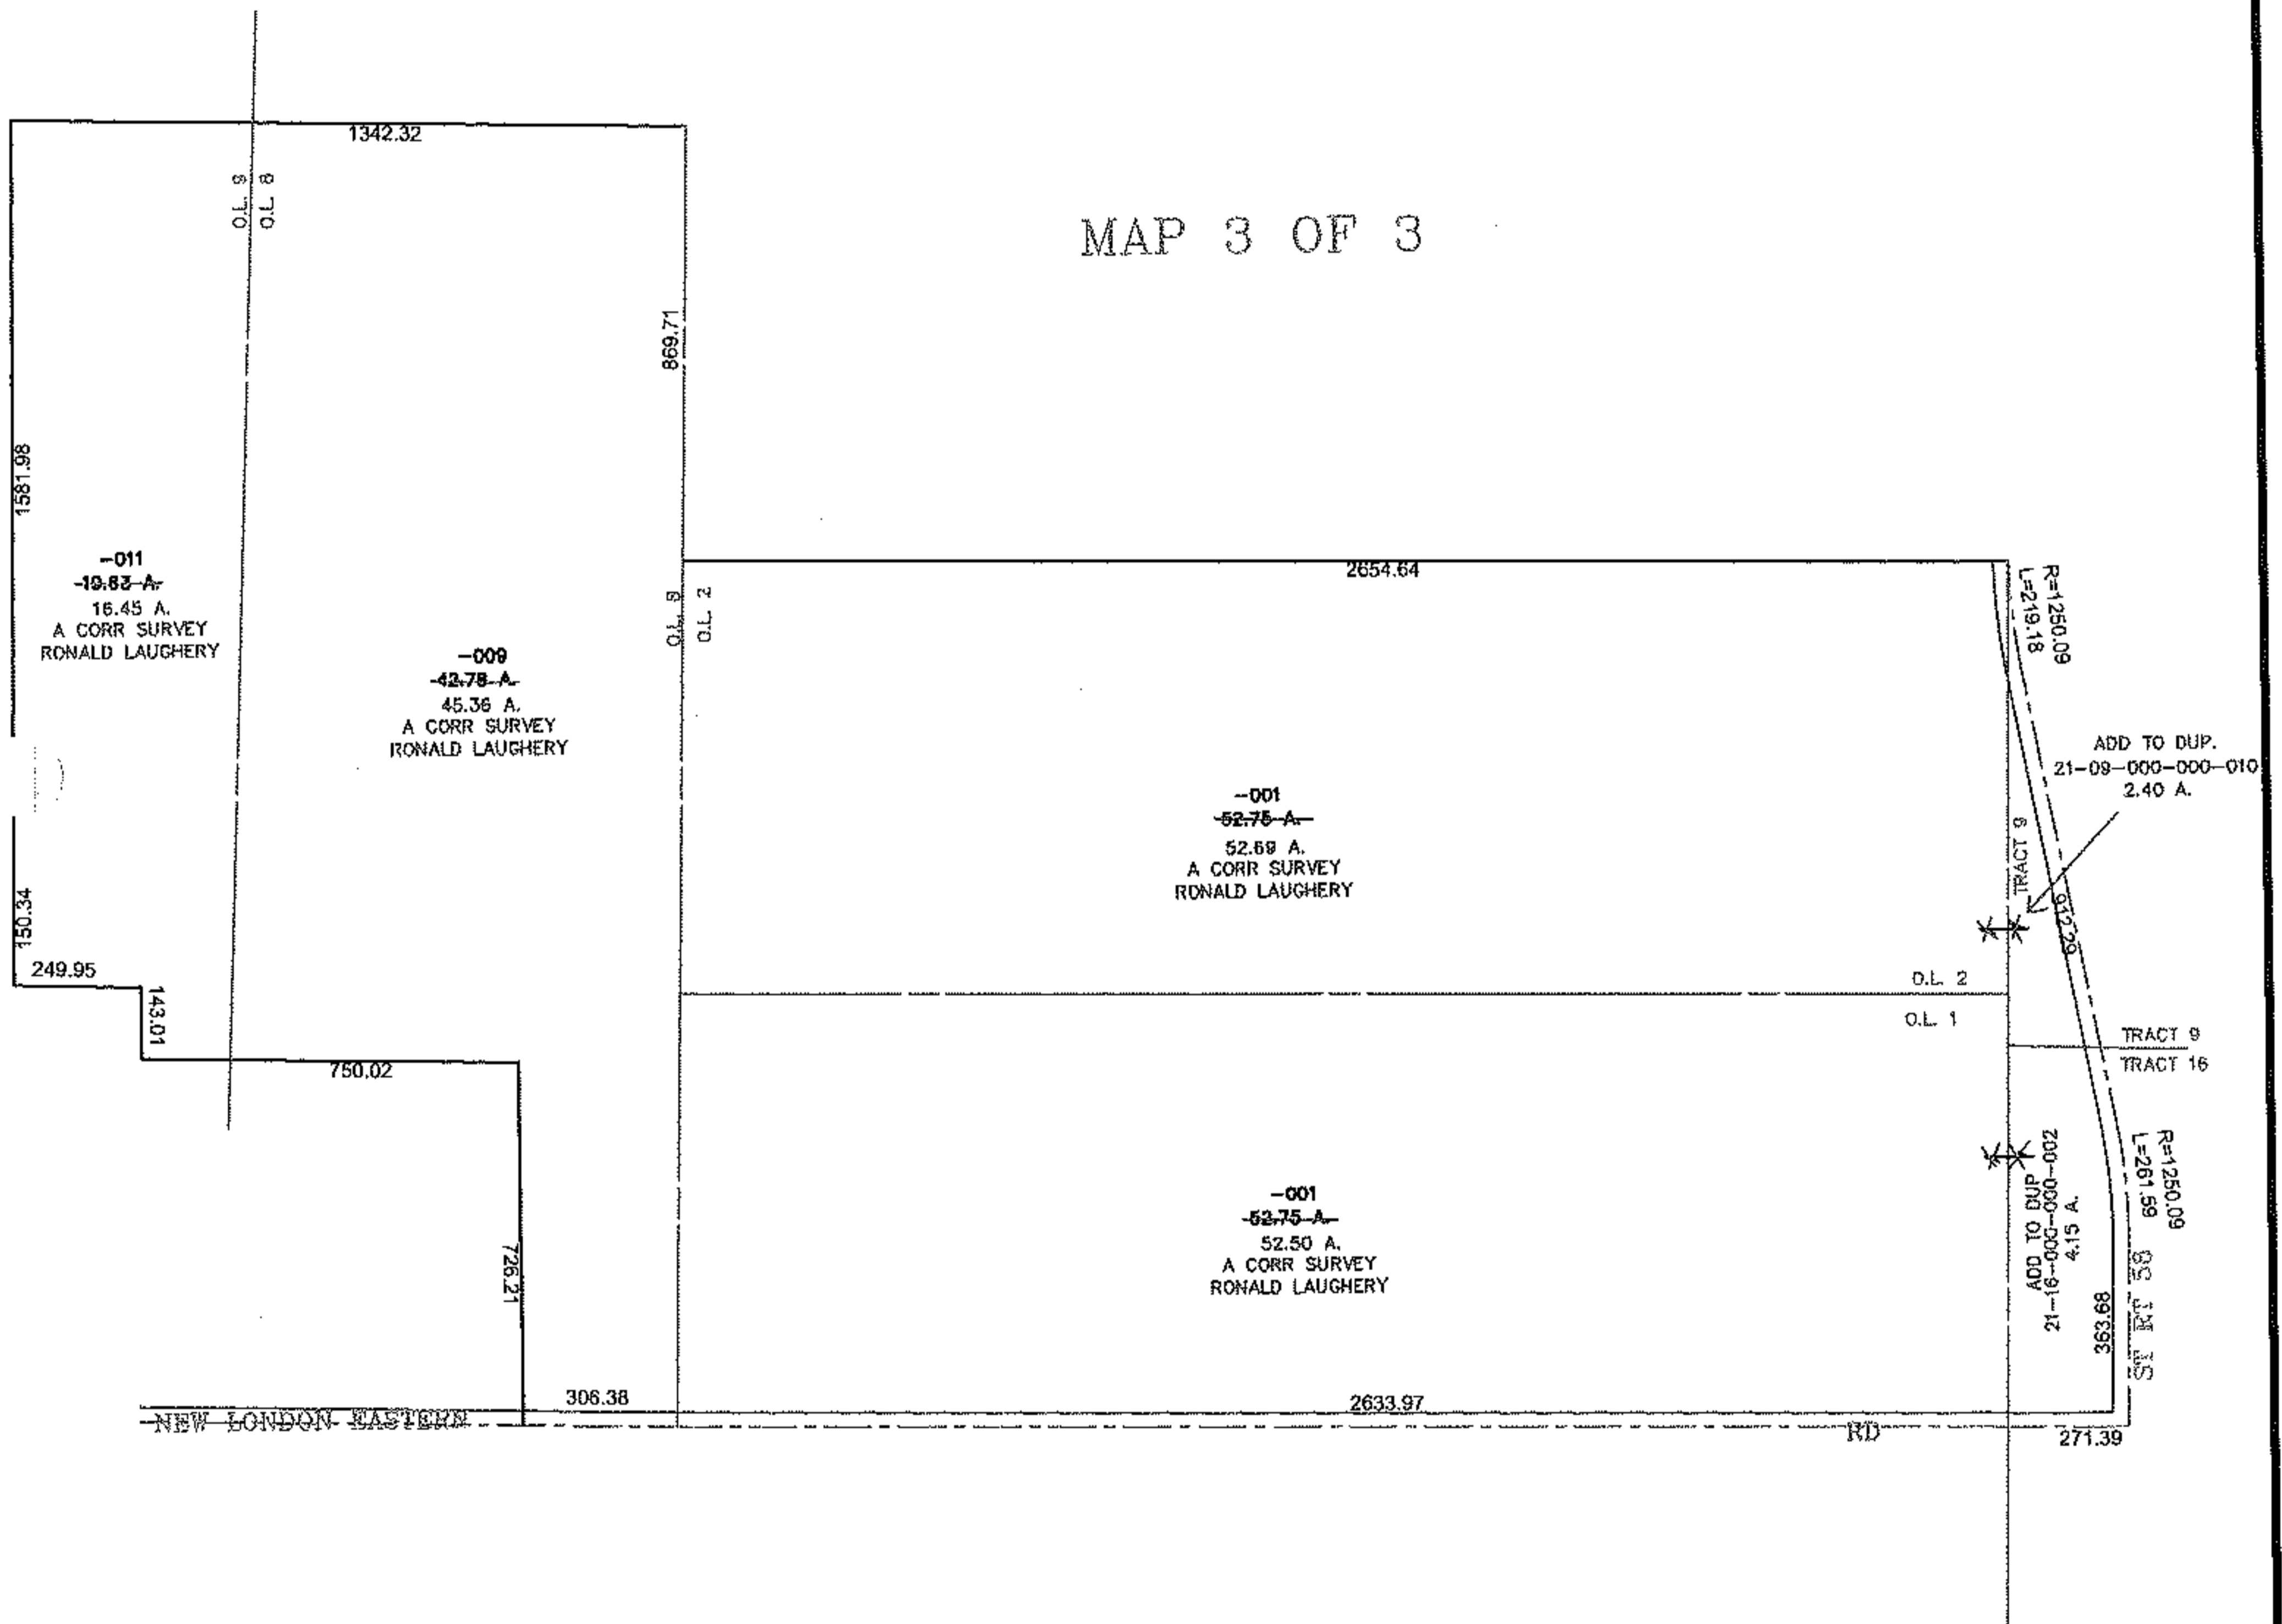 MAP 3 OF 3
1342.32
O.L. 9
O.L. 8
869.71
1581.98
-011
-19.63 A.
16.45 A.
A CORR SURVEY
RONALD LAUGHERY
-009
-42.78 A.
45.36 A.
A CORR SURVEY
RONALD LAUGHERY
O.L.
O.L. 2
2654.64
R=1250.09
L=219.18
-001
-52.75 A.
52.69 A.
A CORR SURVEY
RONALD LAUGHERY
ADD TO DUP.
21-09-000-000-010
2.40 A.
TRACT 9
912.29
150.34
249.95
143.01
750.02
O.L. 2
O.L. 1
TRACT 9
TRACT 16
-001
-52.75 A.
52.50 A.
A CORR SURVEY
RONALD LAUGHERY
ADD TO DUP
21-16-000-000-002
4.15 A.
R=1250.09
L=261.59
ST RT 58
363.68
726.21
306.38
2633.97
NEW LONDON EASTERN
RD
271.39